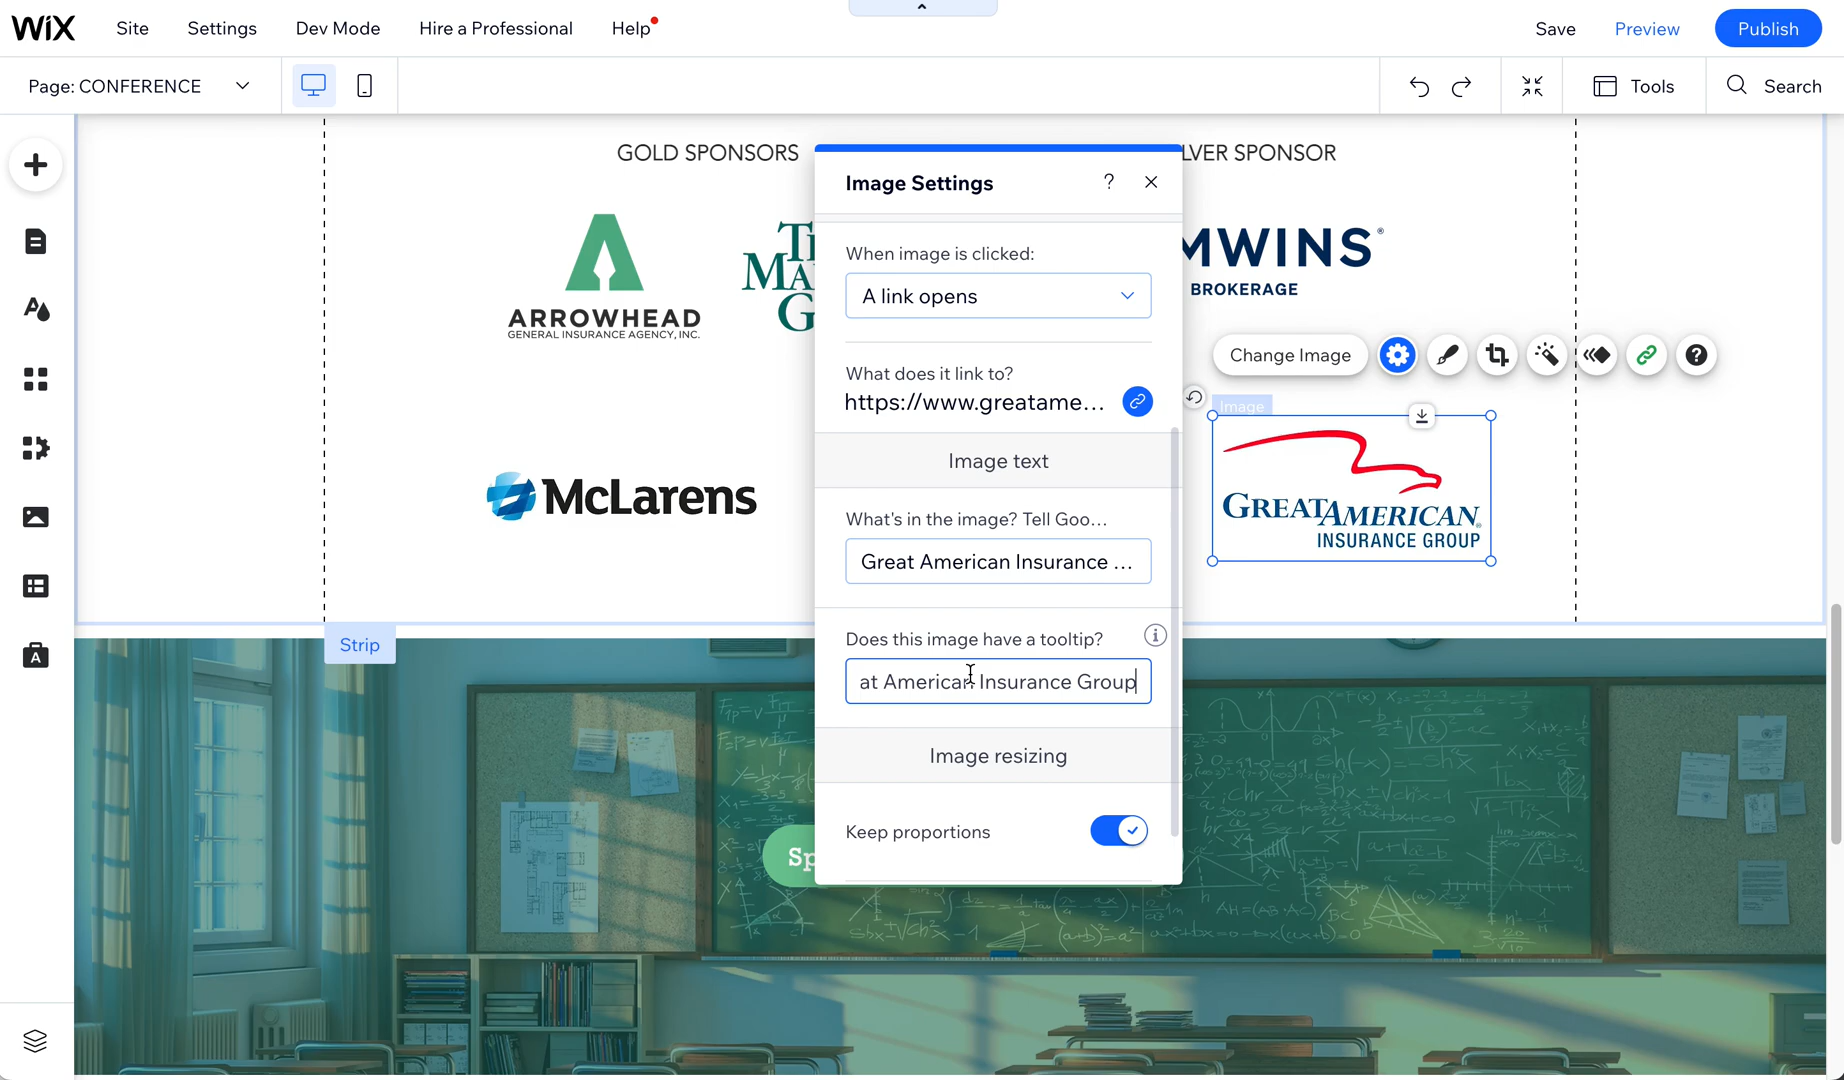 WiX
Site
Settings
Dev Mode
Hire a Professional
Help
Save
Preview
Publish
Page: CONFERENCE
Tools
Search
GOLD SPONSORS
LVER SPONSOR
Image Settings
?
When image is clicked:
A link opens
What does it link to?
https://www.greatame...
Image text
What's in the image? Tell Goo...
Great American Insurance ...
Does this image have a tooltip?
at American Insurance Group
Image resizing
Keep proportions
ARROWHEAD
GENERAL INSURANCE AGENCY, INC.
MWINS®
BROKERAGE
Change Image
Image
McLarens
GREATAMERICAN®
INSURANCE GROUP
Strip
Sp